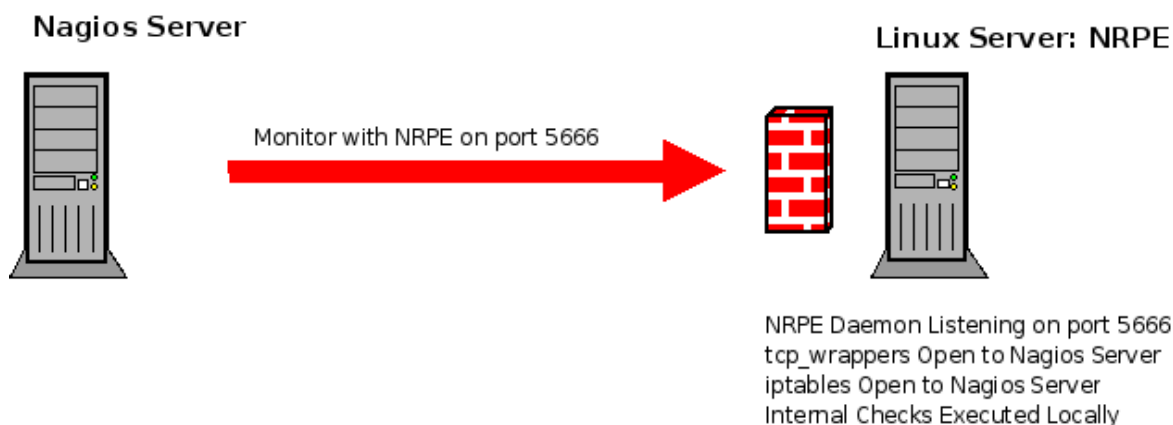 Nagios Server
Linux Server: NRPE
Monitor with NRPE on port 5666
NRPE Daemon Listening on port 5666
tcp_wrappers Open to Nagios Server
iptables Open to Nagios Server
Internal Checks Executed Locally